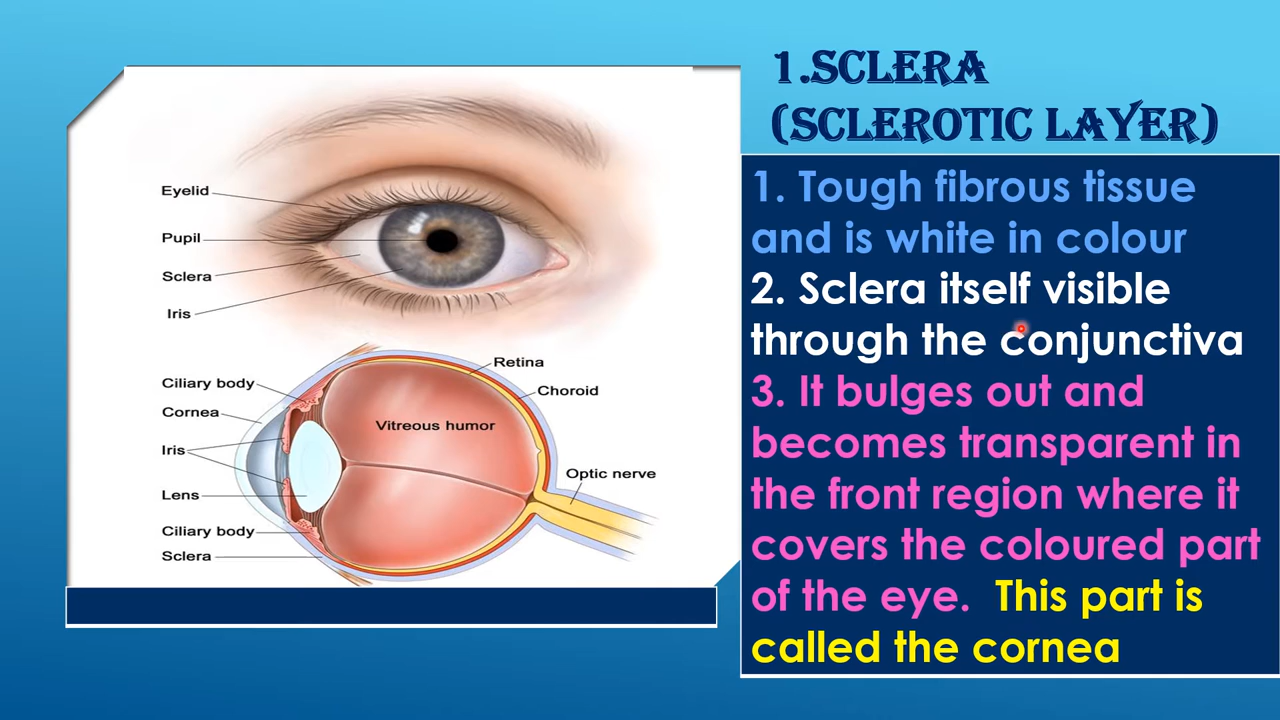 1.SCLERA
(SCLEROTIC LAYER)
Eyelid
Pupil
Sclera
Iris
Retina
Ciliary body
Choroid
Cornea
Vitreous humor
Iris
Optic nerve
Lens
Ciliary body
Sclera
1. Tough fibrous tissue
and is white in colour
2. Sclera itself visible
through the conjunctiva
3. It bulges out and
becomes transparent in
the front region where it
covers the coloured part
of the eye. This part is
called the cornea